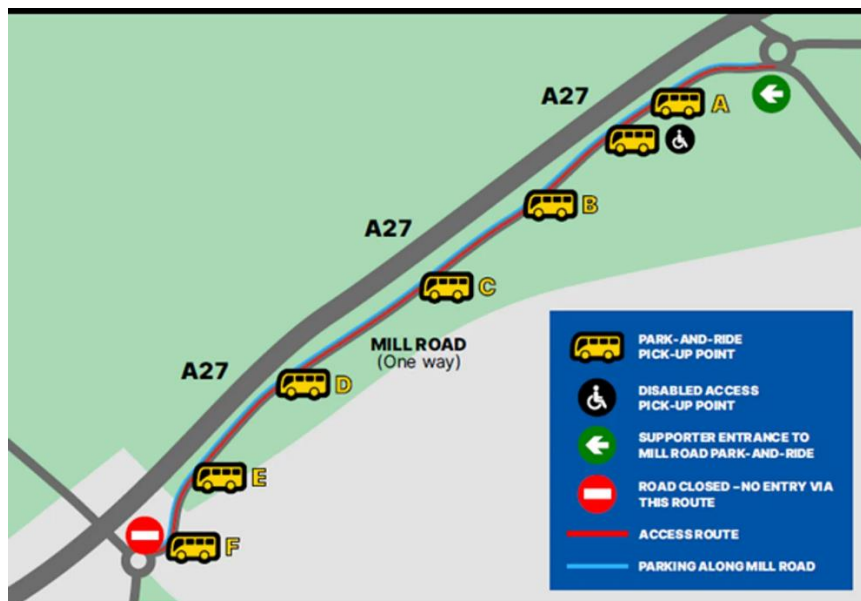 A27
A
B
A27
C
MILL ROAD
(One way)
A27
D
E
F
PARK-AND-RIDE
PICK-UP POINT
DISABLED ACCESS
PICK-UP POINT
SUPPORTER ENTRANCE TO
MILL ROAD PARK-AND-RIDE
ROAD CLOSED – NO ENTRY VIA
THIS ROUTE
ACCESS ROUTE
PARKING ALONG MILL ROAD